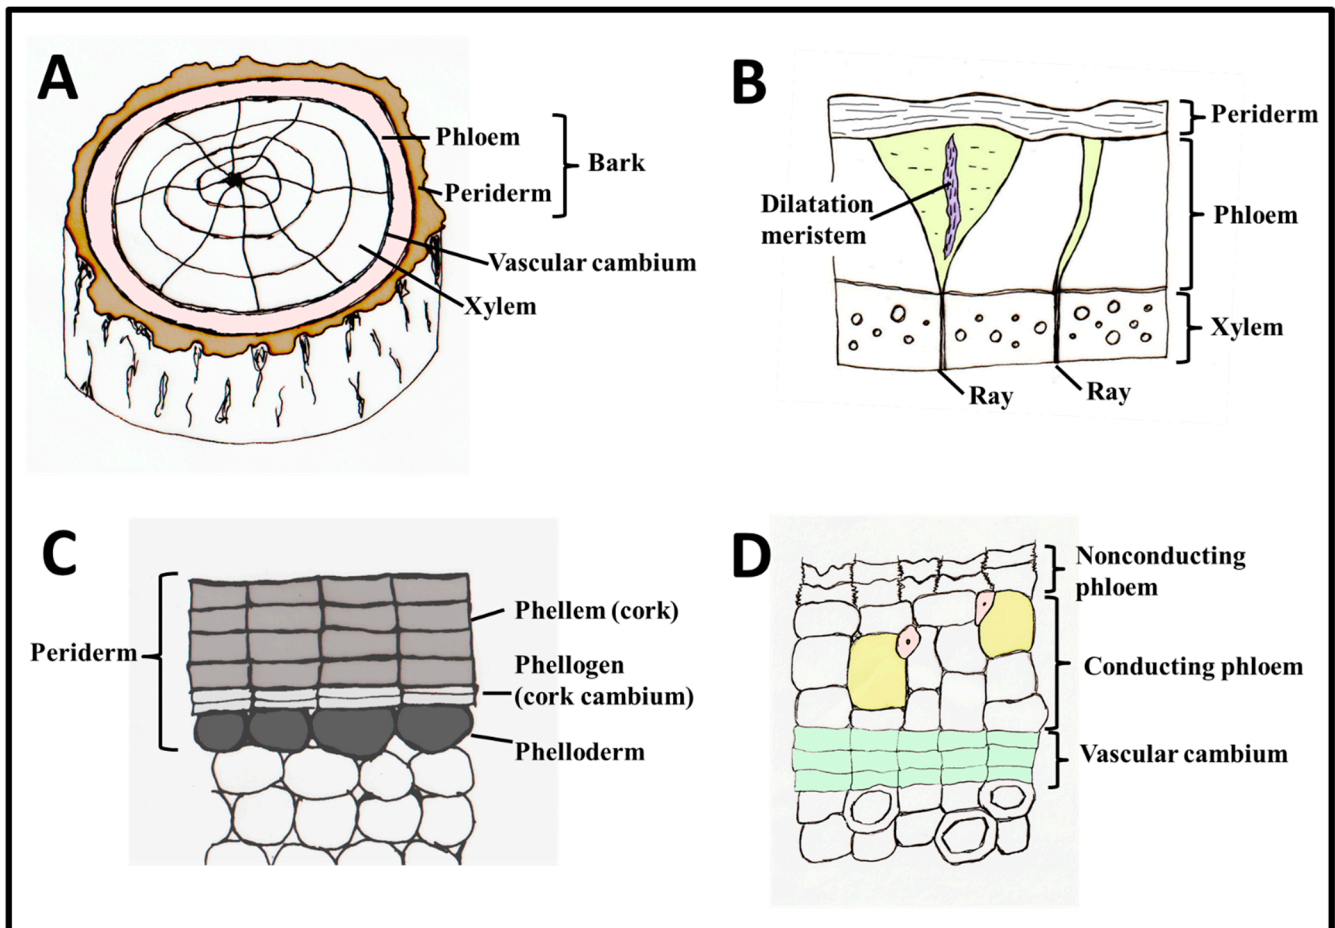 A
Phloem
Bark
Periderm
Vascular cambium
Xylem
B
Periderm
Dilatation
meristem
Phloem
Xylem
Ray
Ray
C
Periderm
Phellem (cork)
Phellogen
(cork cambium)
Phelloderm
D
Nonconducting
phloem
Conducting phloem
Vascular cambium